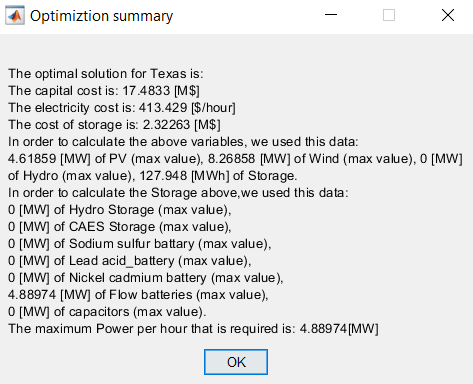 Optimiztion summary
The optimal solution for Texas is:
The capital cost is: 17.4833 [M$]
The electricity cost is: 413.429 [$/hour]
The cost of storage is: 2.32263 [M$]
In order to calculate the above variables, we used this data:
4.61859 [MW] of PV (max value), 8.26858 [MW] of Wind (max value), 0 [MW]
of Hydro (max value), 127.948 [MWh] of Storage.
In order to calculate the Storage above,we used this data:
0 [MW] of Hydro Storage (max value),
0 [MW] of CAES Storage (max value),
0 [MW] of Sodium sulfur battary (max value),
0 [MW] of Lead acid_battery (max value),
0 [MW] of Nickel cadmium battery (max value),
4.88974 [MW] of Flow batteries (max value),
0 [MW] of capacitors (max value).
The maximum Power per hour that is required is: 4.88974[MW]
OK